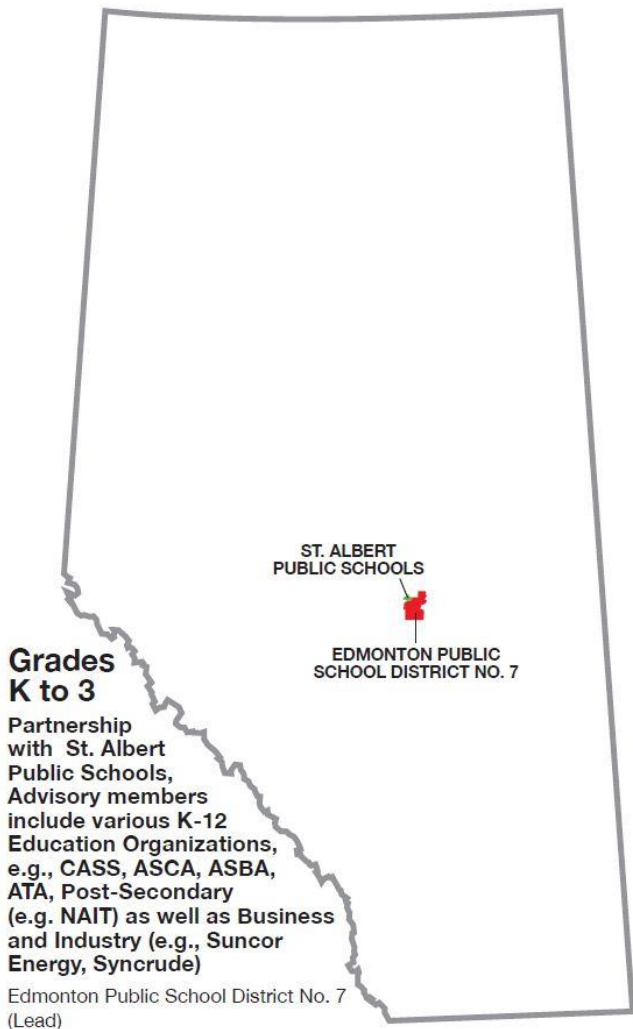 ST. ALBERT
PUBLIC SCHOOLS
EDMONTON PUBLIC
SCHOOL DISTRICT NO. 7
Grades
K to 3
Partnership
with St. Albert
Public Schools,
Advisory members
include various K-12
Education Organizations,
e.g., CASS, ASCA, ASBA,
ATA, Post-Secondary
(e.g. NAIT) as well as Business
and Industry (e.g., Suncor
Energy, Syncrude)
Edmonton Public School District No. 7
(Lead)